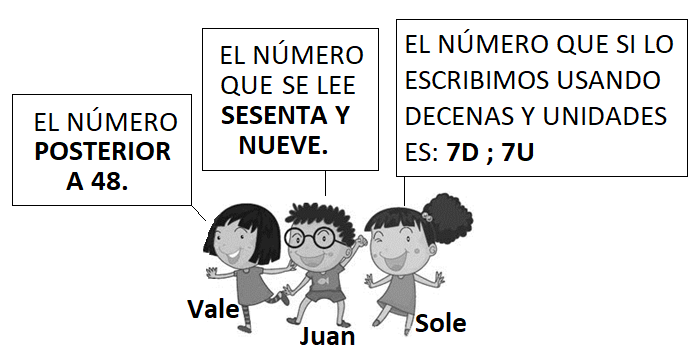 EL NÚMERO
POSTERIOR
A 48.
EL NÚMERO
QUE SE LEE
SESENTA Y
NUEVE.
EL NÚMERO QUE SI LO
ESCRIBIMOS USANDO
DECENAS Y UNIDADES
ES: 7D ; 7U
Vale
Juan
Sole